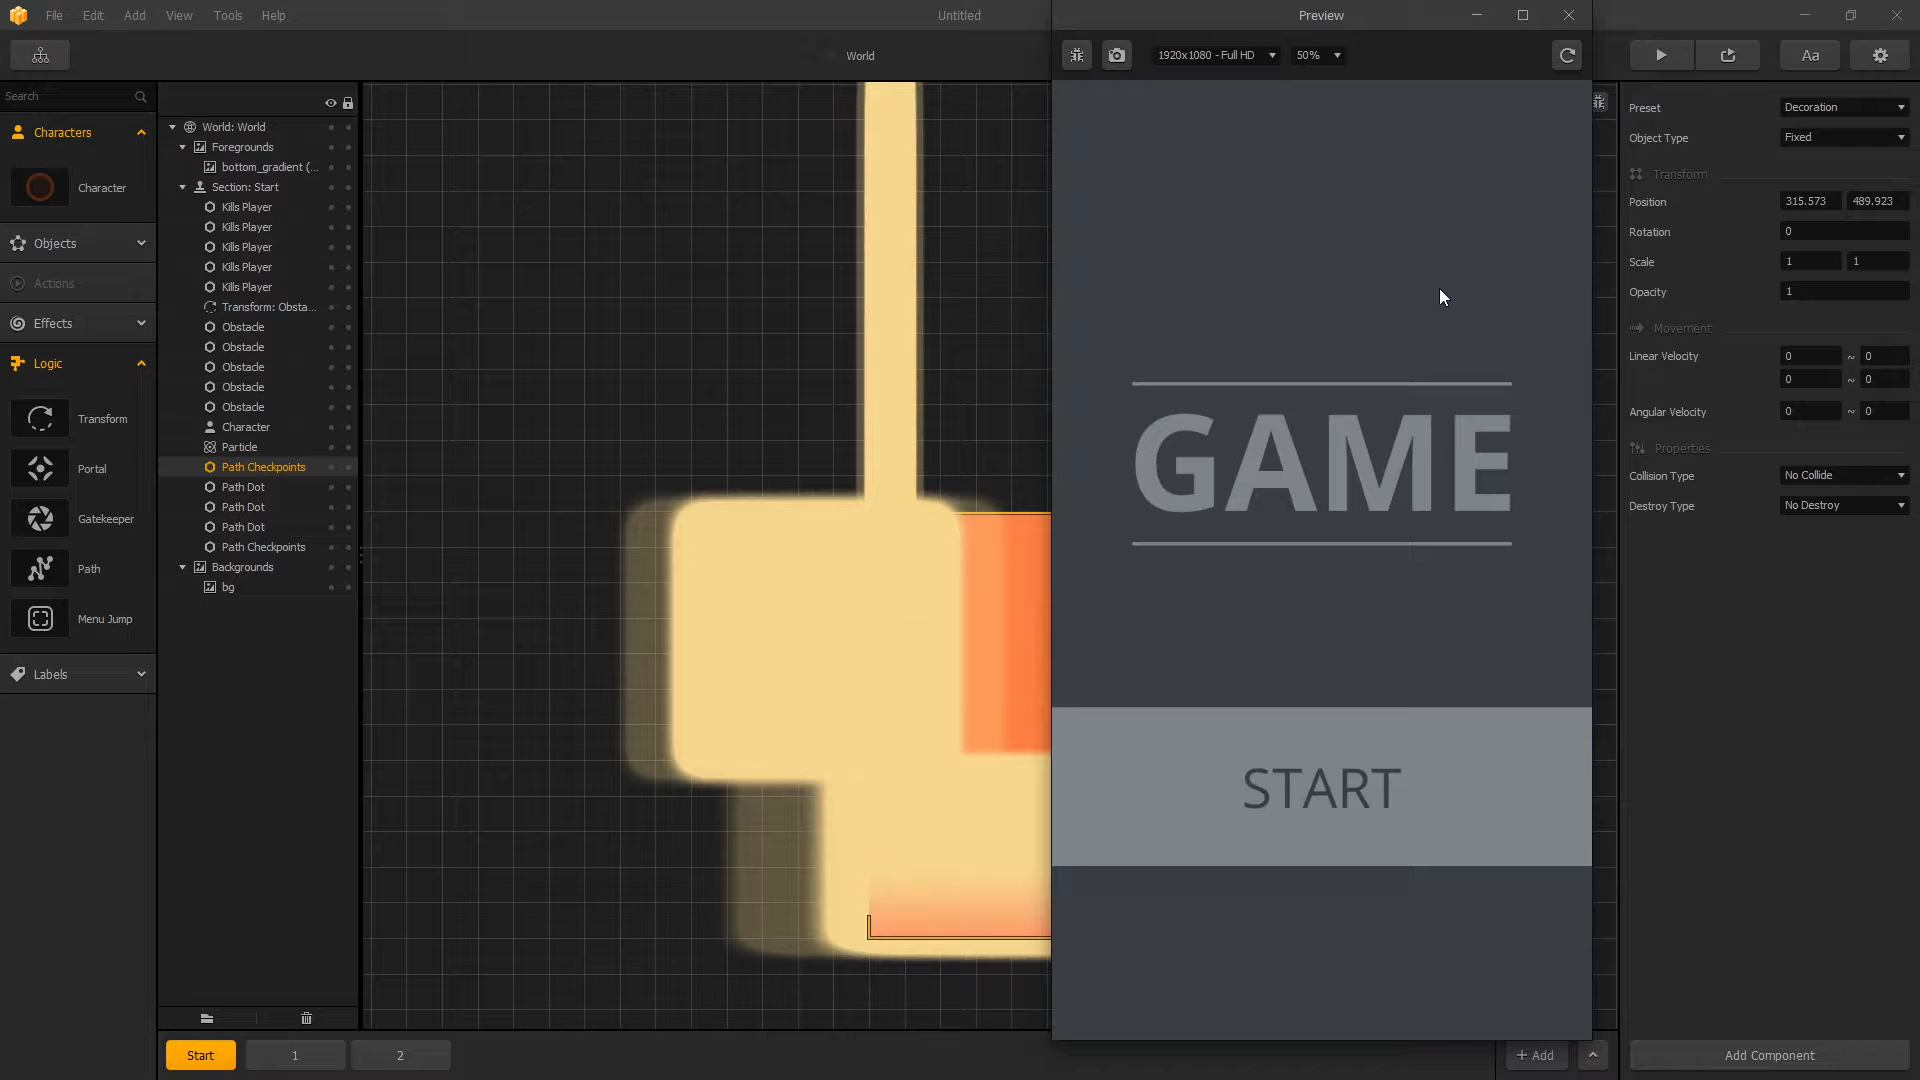 File Edit View Tools Help
Untitled
Preview
World
1920x1080 - Full HD
50%
Aa
Search
Characters
Character
Objects
Actions
Effects
Logic
Transform
Portal
Gatekeeper
Path
Menu Jump
Labels
World: World
Foregrounds
bottom_gradient (...
Section: Start
Kills Player
Kills Player
Kills Player
Kills Player
Kills Player
Transform: Obsta...
Obstacle
Obstacle
Obstacle
Obstacle
Obstacle
Character
Particle
Path Checkpoints
Path Dot
Path Dot
Path Dot
Path Checkpoints
Backgrounds
bg
GAME
START
Preset Decoration
Object Type Fixed
Transform
Position 315.573 489.923
Rotation 0
Scale 1 1
Opacity 1
Movement
Linear Velocity 0 ~ 0
0 ~ 0
Angular Velocity 0 ~ 0
Properties
Collision Type No Collide
Destroy Type No Destroy
Start 1 2
+ Add
Add Component